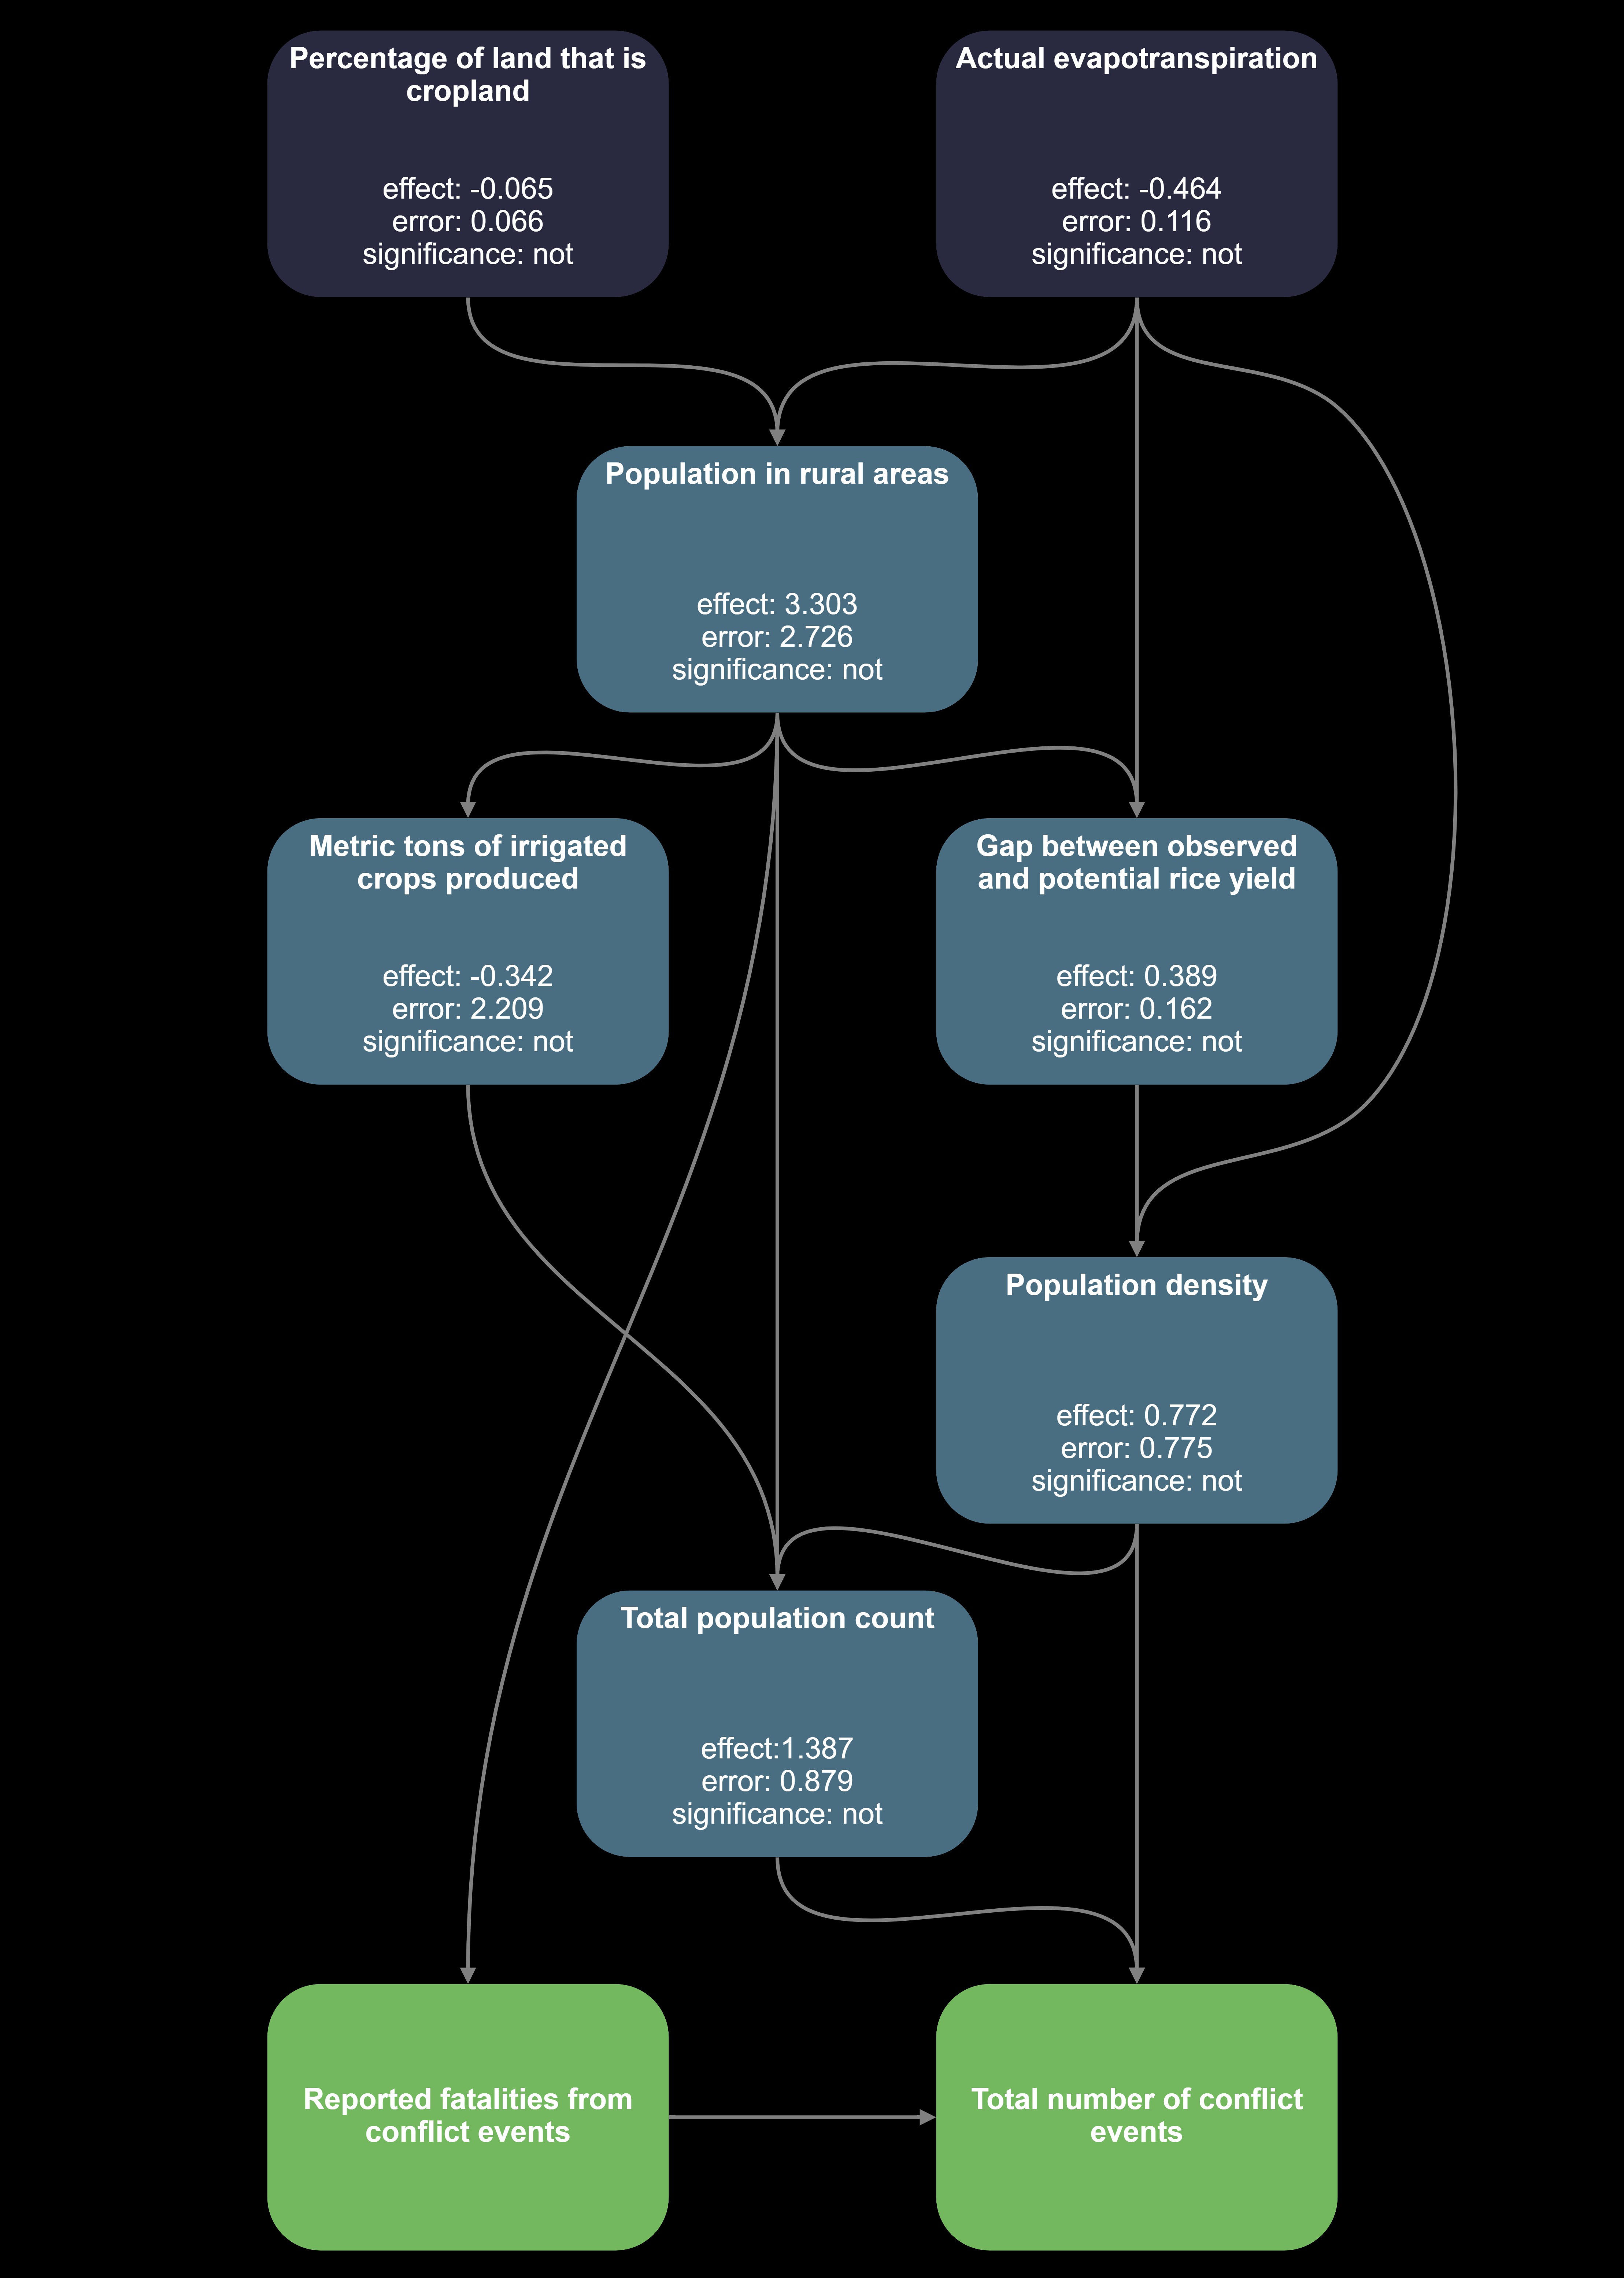 Percentage of land that is
cropland
effect: -0.065
error: 0.066
significance: not
Actual evapotranspiration
effect: -0.464
error: 0.116
significance: not
Population in rural areas
effect: 3.303
error: 2.726
significance: not
Metric tons of irrigated
crops produced
effect: -0.342
error: 2.209
significance: not
Gap between observed
and potential rice yield
effect: 0.389
error: 0.162
significance: not
Population density
effect: 0.772
error: 0.775
significance: not
Total population count
effect:1.387
error: 0.879
significance: not
Reported fatalities from
conflict events
Total number of conflict
events